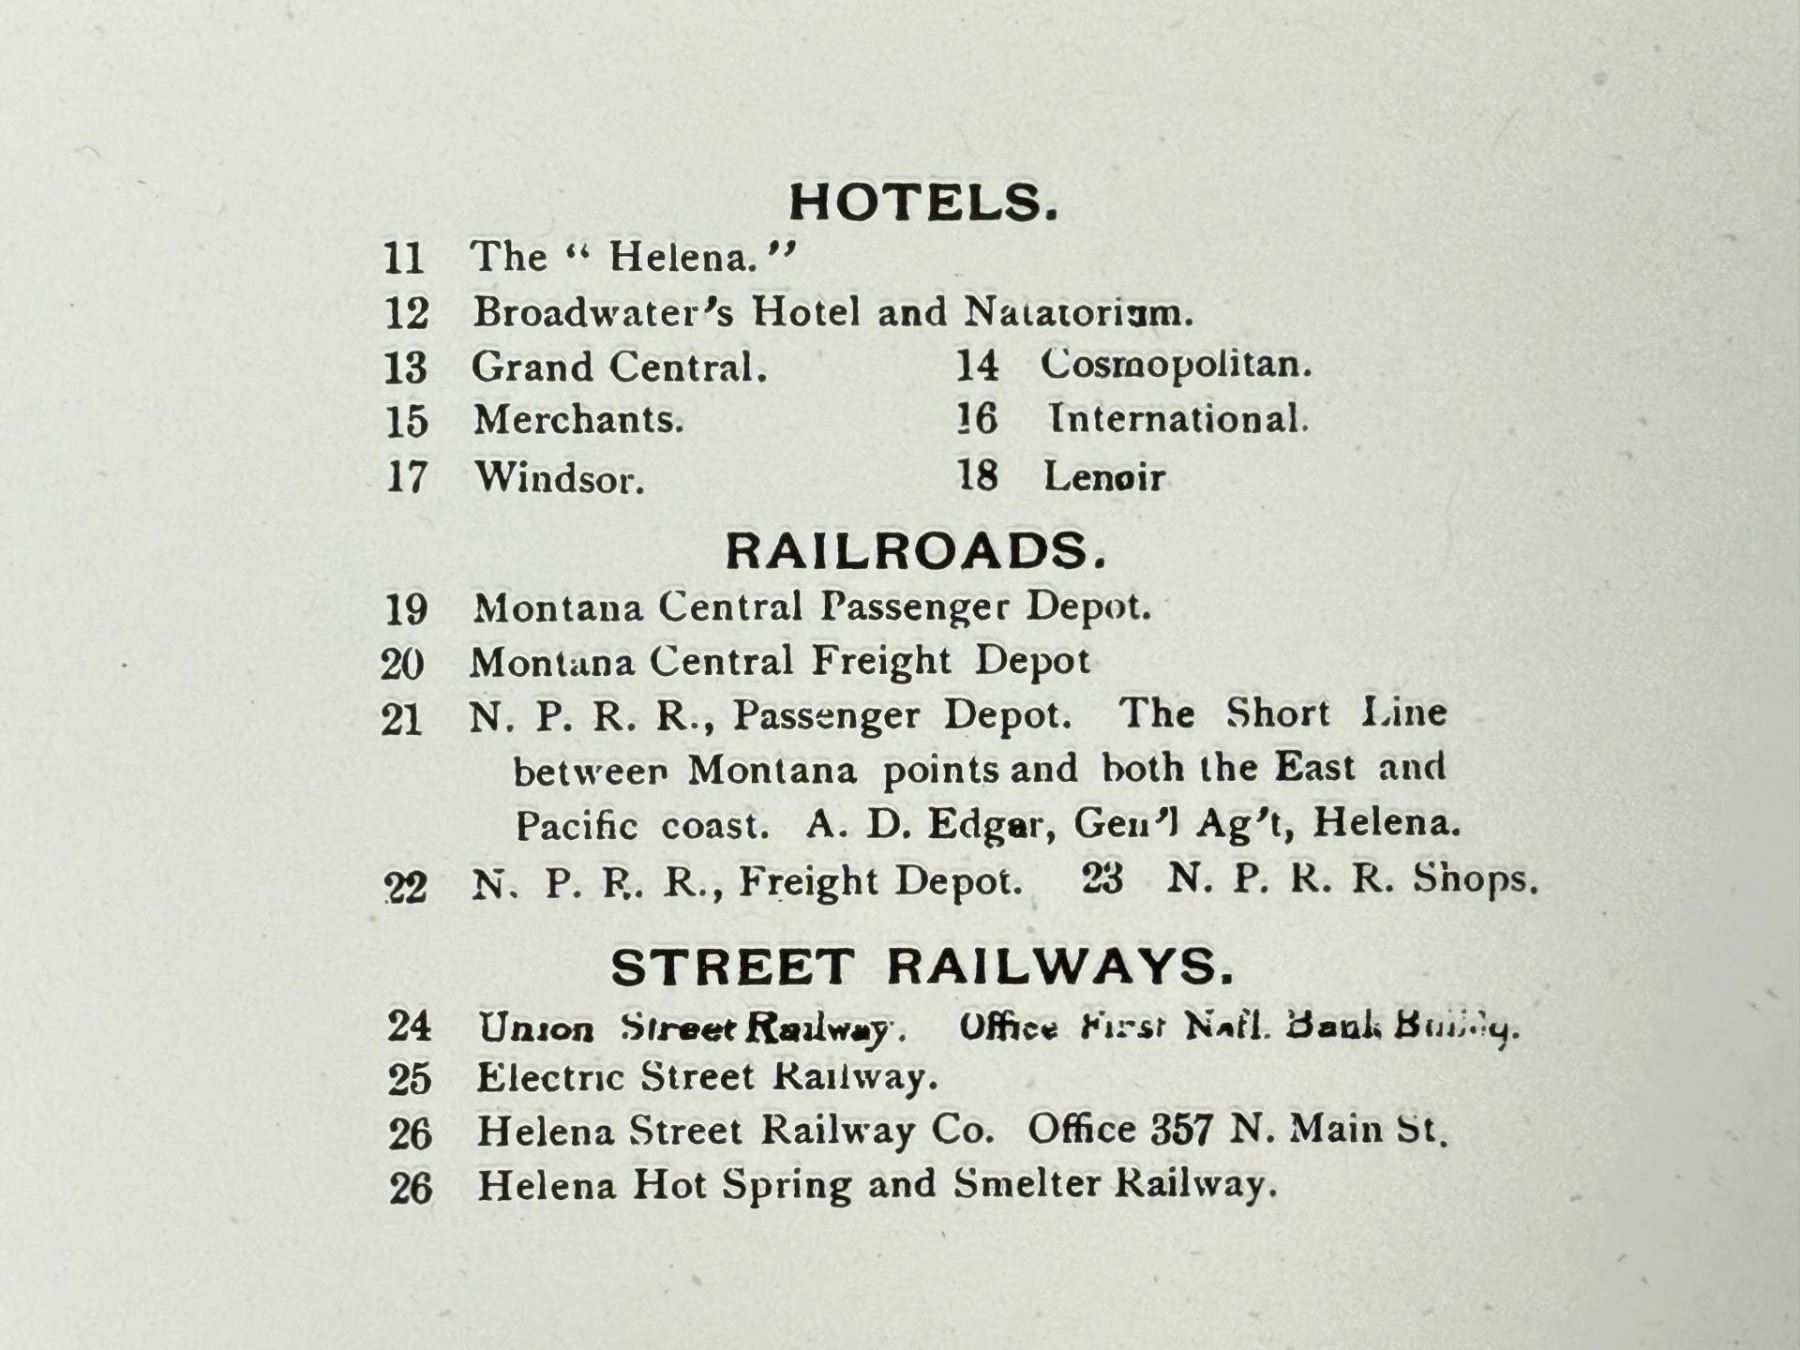 HOTELS.
11 The “ Helena.”
12 Broadwater’s Hotel and Natatorium.
13 Grand Central. 14 Cosmopolitan.
15 Merchants. 16 International.
17 Windsor. 18 Lenoir
RAILROADS.
19 Montana Central Passenger Depot.
20 Montana Central Freight Depot
21 N. P. R. R., Passenger Depot. The Short Line
between Montana points and both the East and
Pacific coast. A. D. Edgar, Gen’l Ag’t, Helena.
22 N. P. R. R., Freight Depot. 23 N. P. R. R. Shops.
STREET RAILWAYS.
24 Union Street Railway. Office First Natl. Bank
25 Electric Street Railway.
26 Helena Street Railway Co. Office 357 N. Main St.
26 Helena Hot Spring and Smelter Railway.